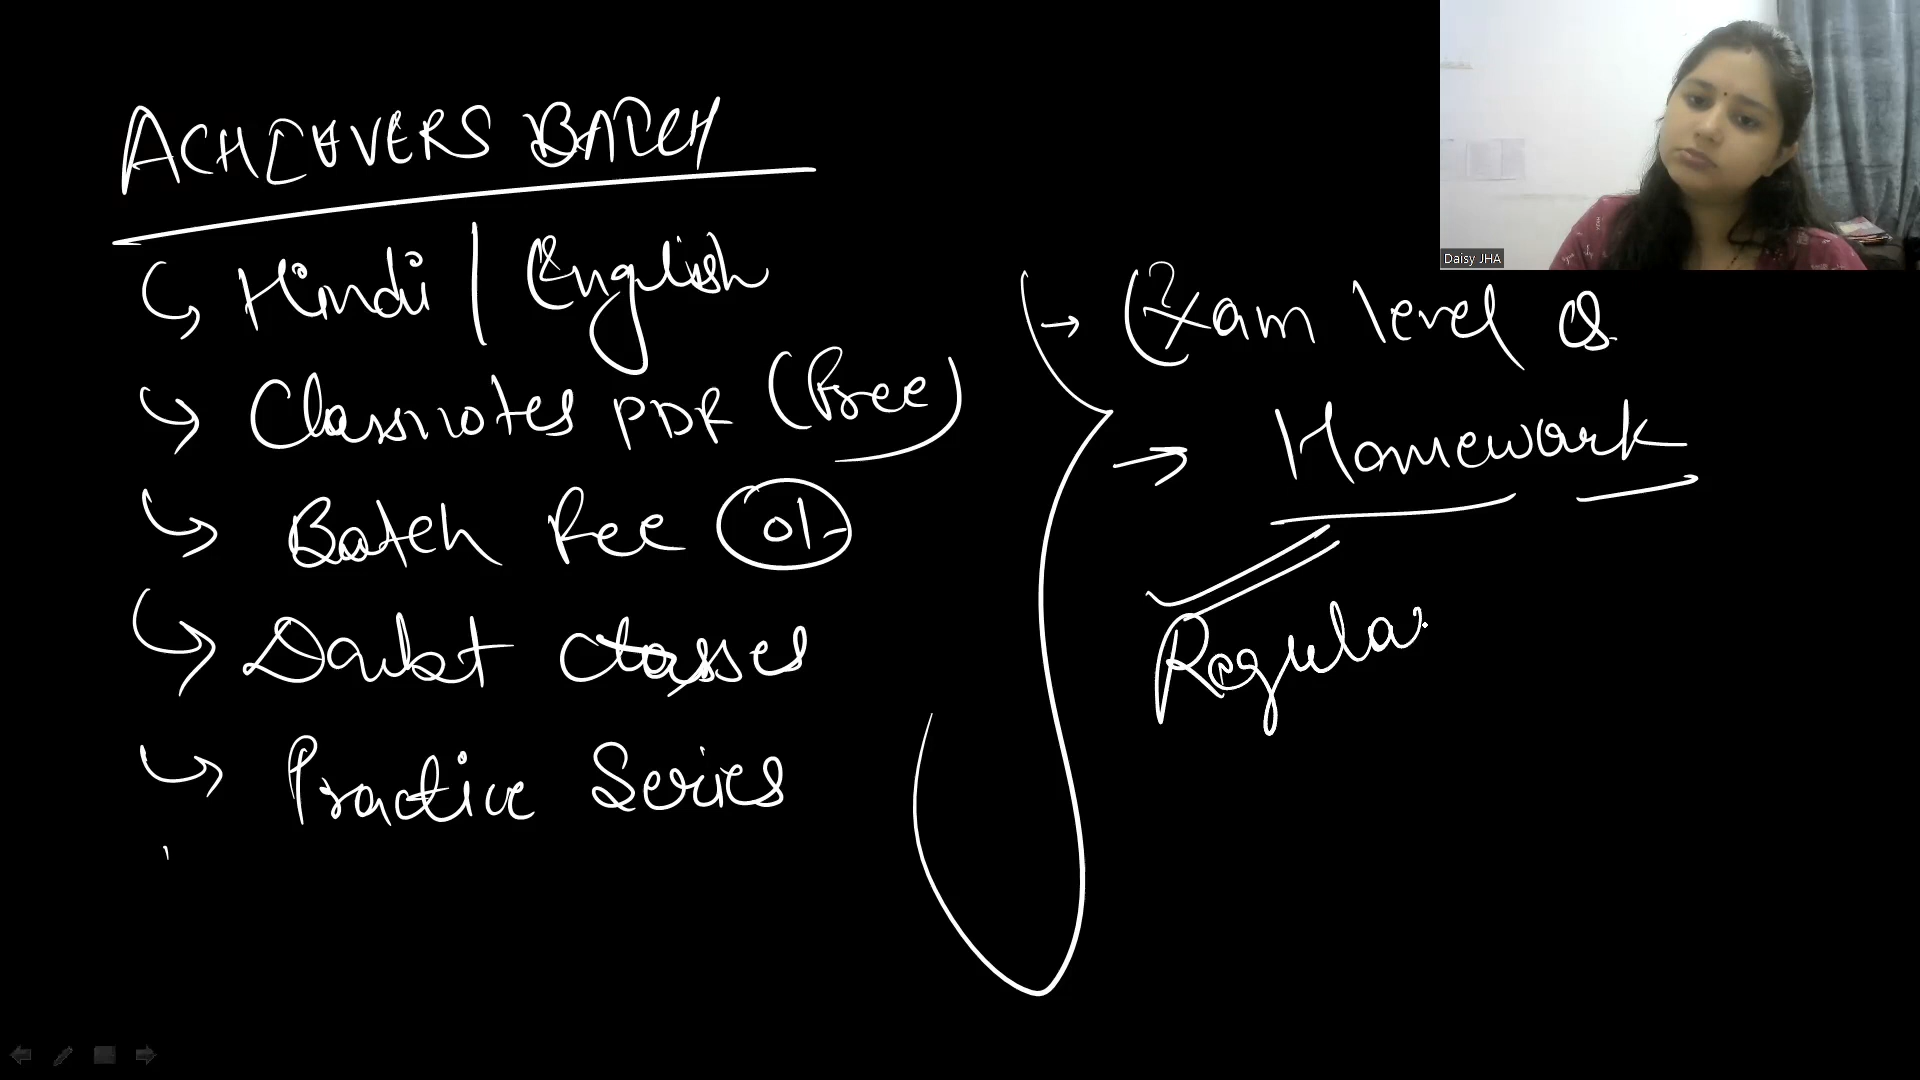 ACHIEVERS BATCH
Hindi | English
Classnotes PDF (Free)
Batch Fee 0/-
Doubt classes
Practice Series
→ Exam level Q.
→ Homework
Regular
Daisy JHA